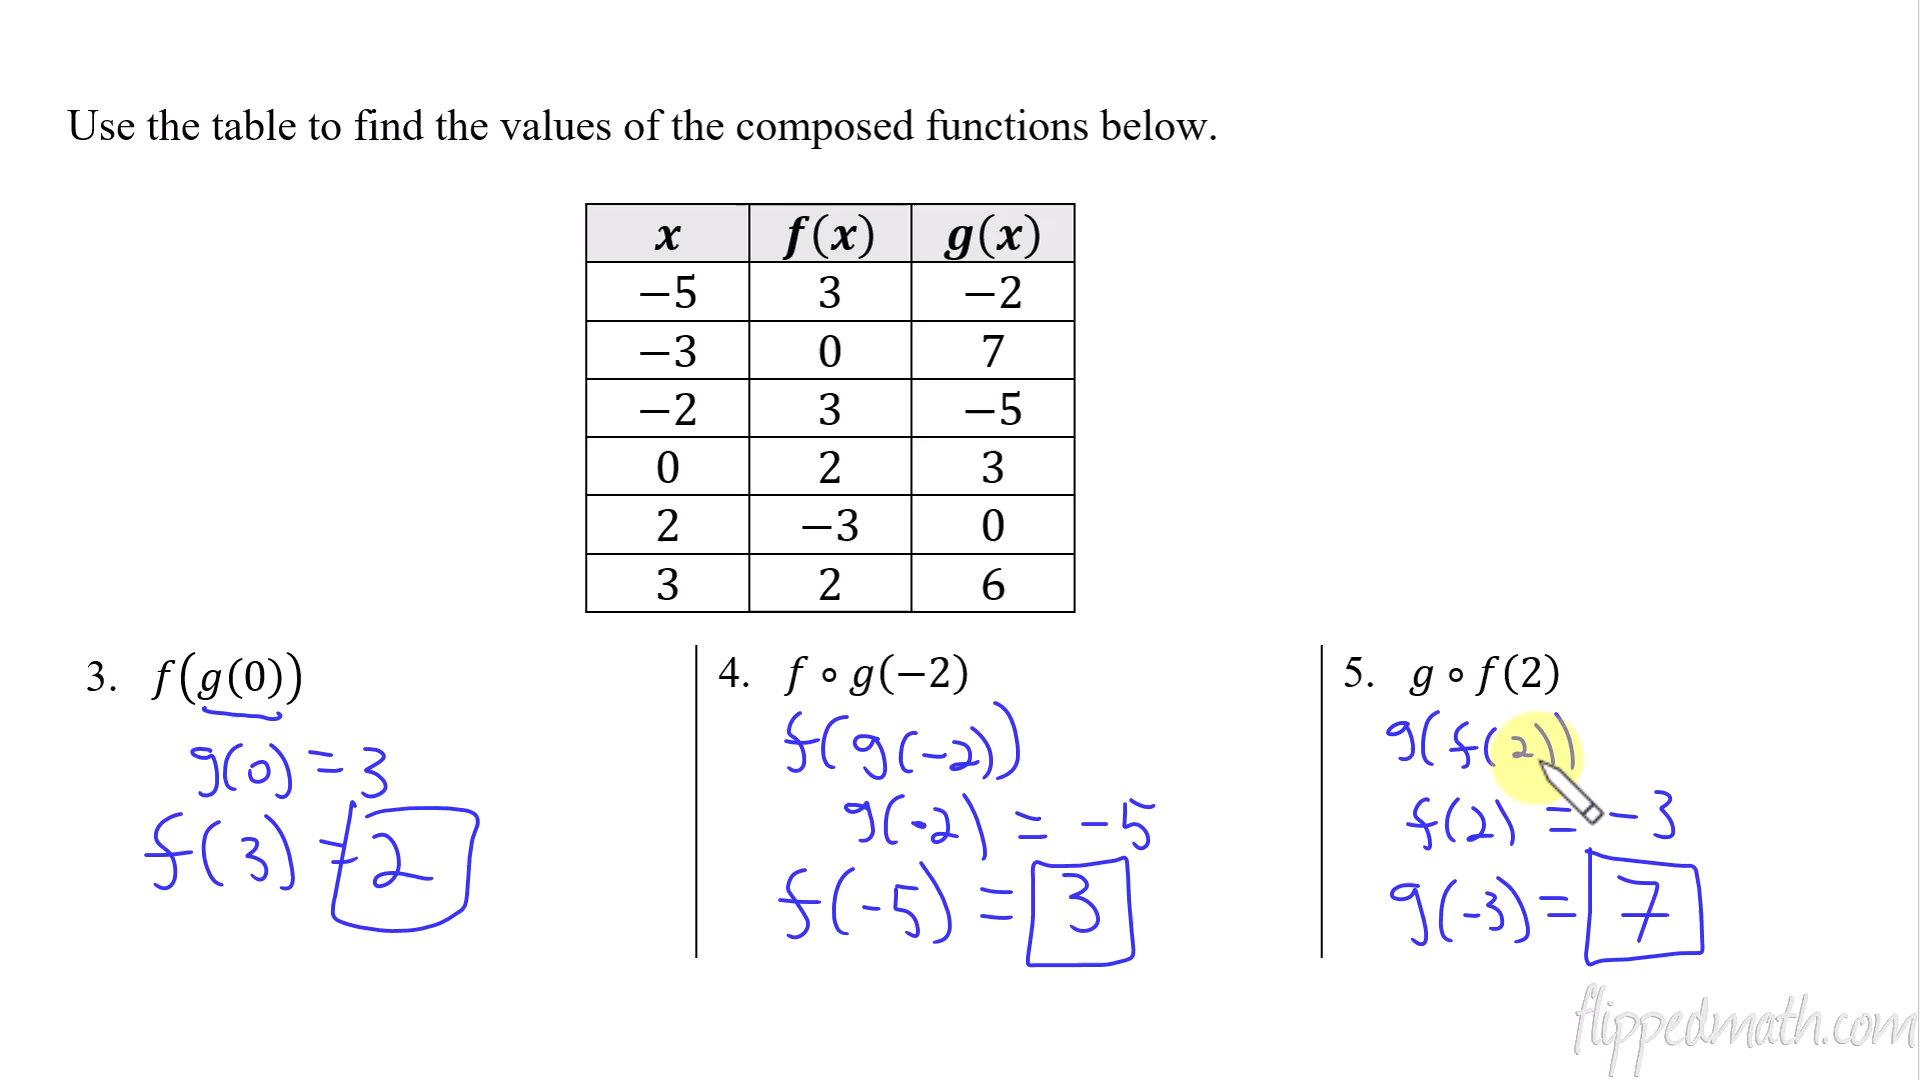 Use the table to find the values of the composed functions below.
x f(x) g(x)
−5 3 −2
−3 0 7
−2 3 −5
0 2 3
2 −3 0
3 2 6
3. f(g(0))
g(0) = 3
f(3) = 2
4. f ∘ g(−2)
f(g(-2))
g(-2) = -5
f(-5) = 3
5. g ∘ f(2)
g(f(2))
f(2) = -3
g(-3) = 7
flippedmath.com